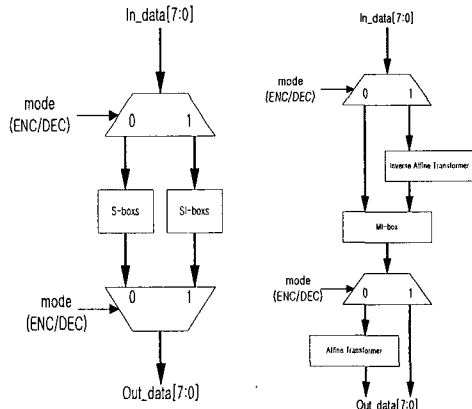 In_data[7:0]
mode
(ENC/DEC)
0 1
S-boxs
SI-boxs
mode
(ENC/DEC)
0 1
Out_data[7:0]
In_data[7:0]
mode
(ENC/DEC)
0 1
Inverse Affine Transformer
MI-box
mode
(ENC/DEC)
0 1
Affine Transformer
Out_data[7:0]